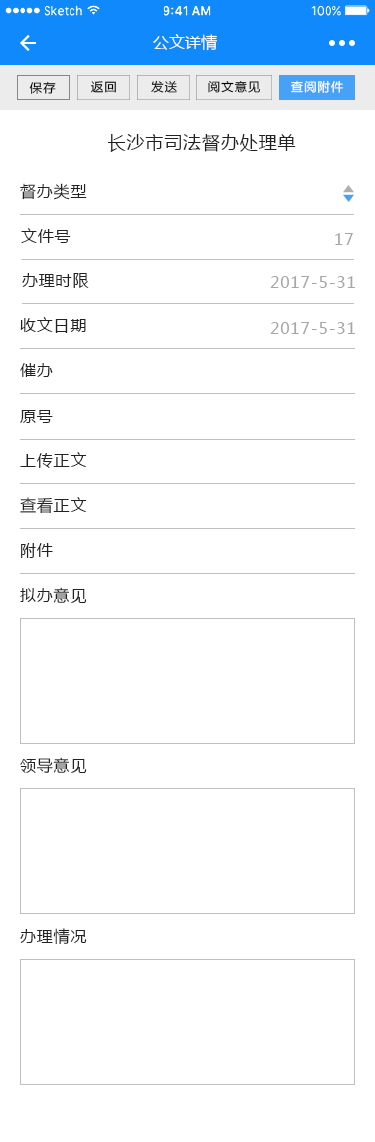 Sketch 9:41 AM 100%
公文详情
保存 返回 发送 阅文意见 查阅附件
长沙市司法督办处理单
督办类型
文件号 17
办理时限 2017-5-31
收文日期 2017-5-31
催办
原号
上传正文
查看正文
附件
拟办意见
领导意见
办理情况